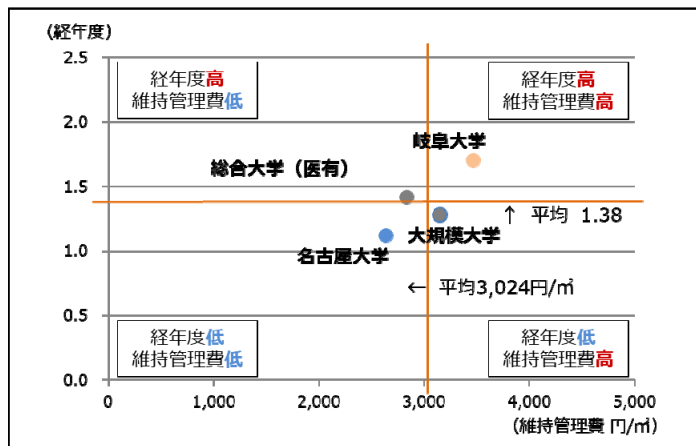 (経年度)
2.5
経年度高
維持管理費低
経年度高
維持管理費高
2.0
岐阜大学
総合大学（医有）
1.5
↑ 平均 1.38
大規模大学
名古屋大学
1.0
← 平均3,024円/㎡
0.5
経年度低
維持管理費低
経年度低
維持管理費高
0.0
0
1,000
2,000
3,000
4,000
5,000
(維持管理費 円/㎡)